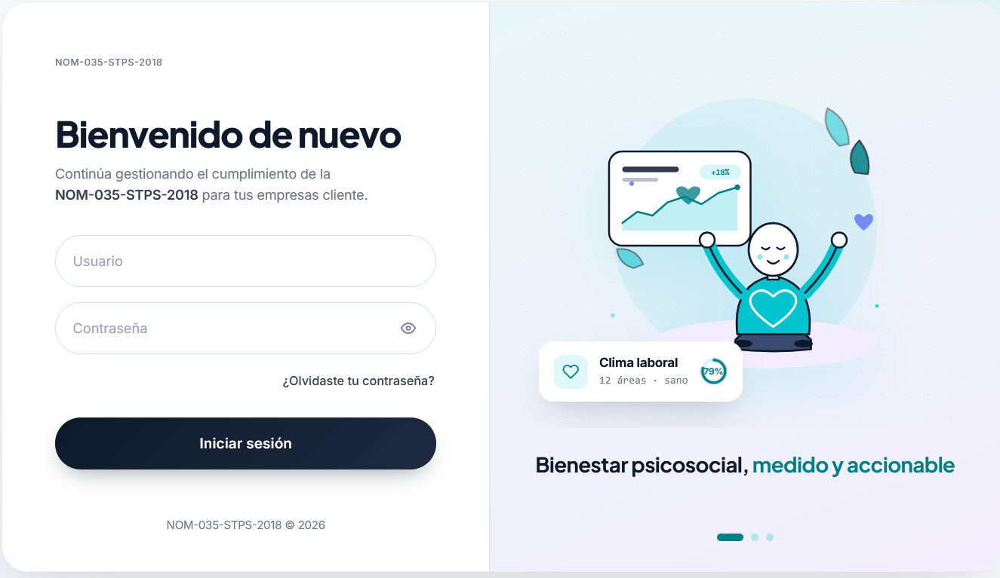 NOM-035-STPS-2018
Bienvenido de nuevo
Continúa gestionando el cumplimiento de la
NOM-035-STPS-2018 para tus empresas cliente.
Usuario
Contraseña
¿Olvidaste tu contraseña?
Iniciar sesión
NOM-035-STPS-2018 © 2026
+18%
Clima laboral
12 áreas · sano
79%
Bienestar psicosocial, medido y accionable